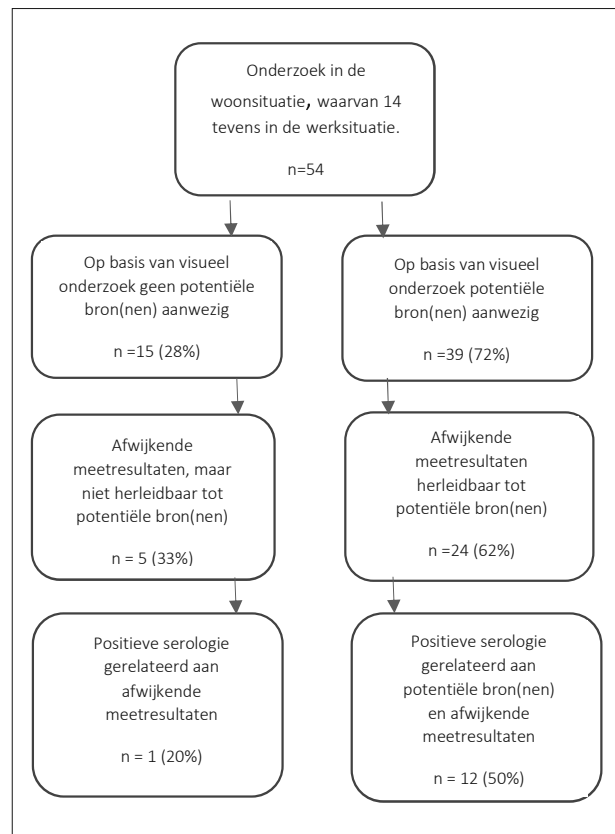 Onderzoek in de
woonsituatie, waarvan 14
tevens in de werksituatie.
n=54
Op basis van visueel
onderzoek geen potentiële
bron(nen) aanwezig
n =15 (28%)
Op basis van visueel
onderzoek potentiële
bron(nen) aanwezig
n =39 (72%)
Afwijkende
meetresultaten, maar
niet herleidbaar tot
potentiële bron(nen)
n = 5 (33%)
Afwijkende
meetresultaten
herleidbaar tot
potentiële bron(nen)
n =24 (62%)
Positieve serologie
gerelateerd aan
afwijkende
meetresultaten
n = 1 (20%)
Positieve serologie
gerelateerd aan
potentiële bron(nen)
en afwijkende
meetresultaten
n = 12 (50%)